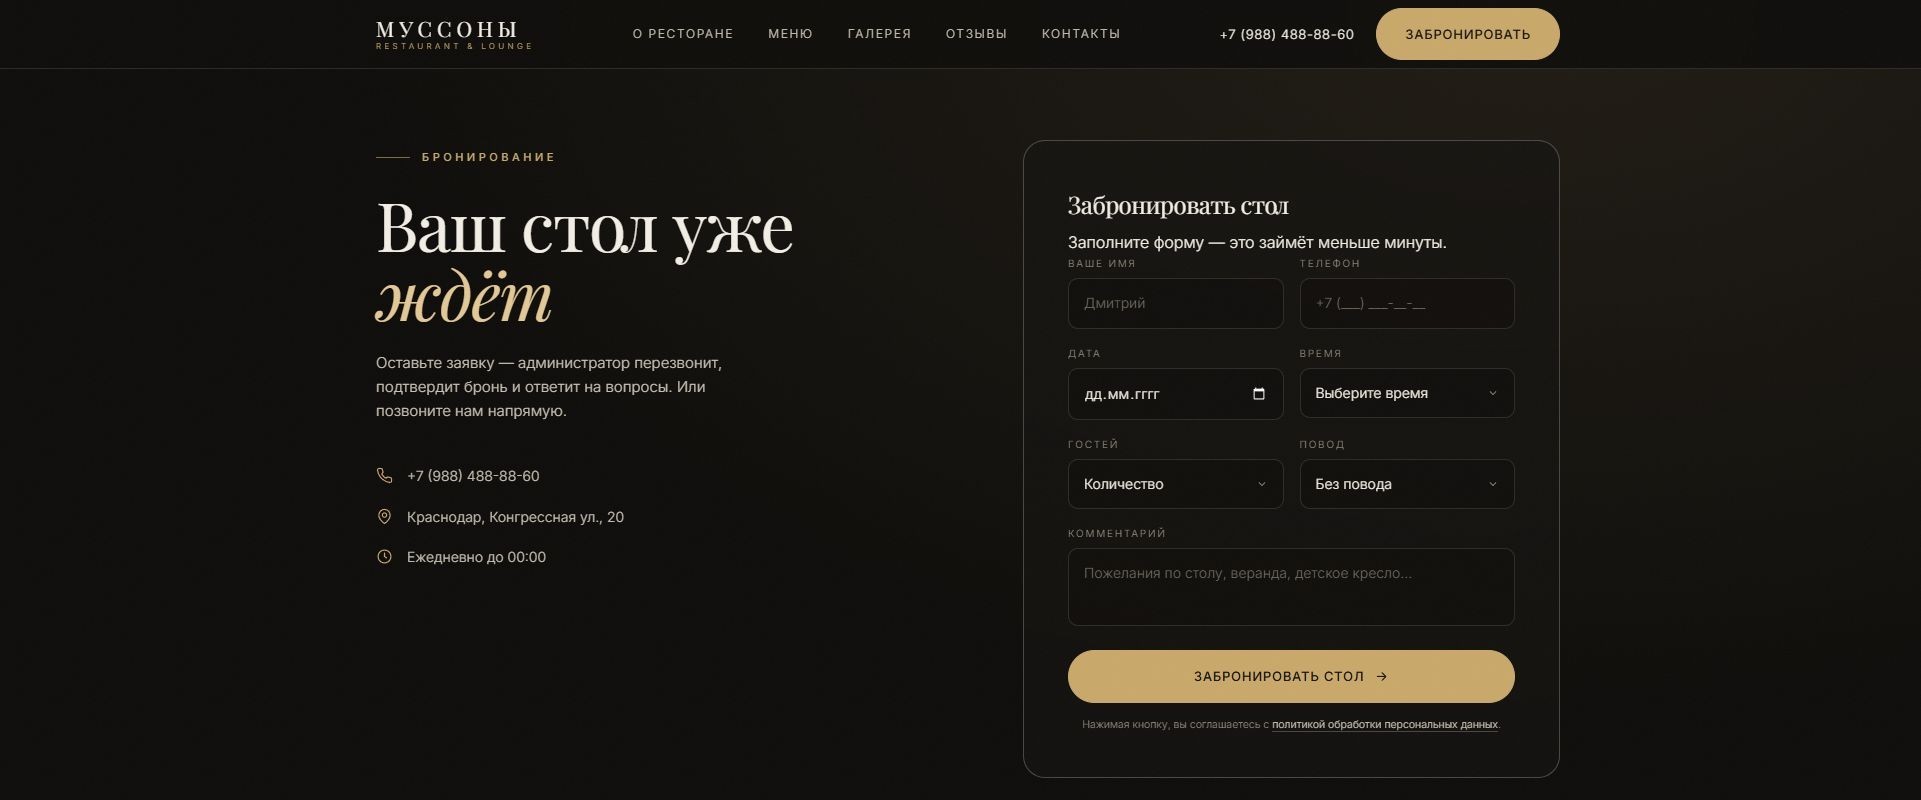 МУССОНЫ
RESTAURANT & LOUNGE
О РЕСТОРАНЕ
МЕНЮ
ГАЛЕРЕЯ
ОТЗЫВЫ
КОНТАКТЫ
+7 (988) 488-88-60
ЗАБРОНИРОВАТЬ
БРОНИРОВАНИЕ
Ваш стол уже
ждёт
Оставьте заявку — администратор перезвонит,
подтвердит бронь и ответит на вопросы. Или
позвоните нам напрямую.
+7 (988) 488-88-60
Краснодар, Конгрессная ул., 20
Ежедневно до 00:00
Забронировать стол
Заполните форму — это займёт меньше минуты.
ВАШЕ ИМЯ
ТЕЛЕФОН
Дмитрий
+7 (___) ___-__-__
ДАТА
ВРЕМЯ
дд.мм.гггг
Выберите время
ГОСТЕЙ
ПОВОД
Количество
Без повода
КОММЕНТАРИЙ
Пожелания по столу, веранда, детское кресло...
ЗАБРОНИРОВАТЬ СТОЛ →
Нажимая кнопку, вы соглашаетесь с политикой обработки персональных данных.